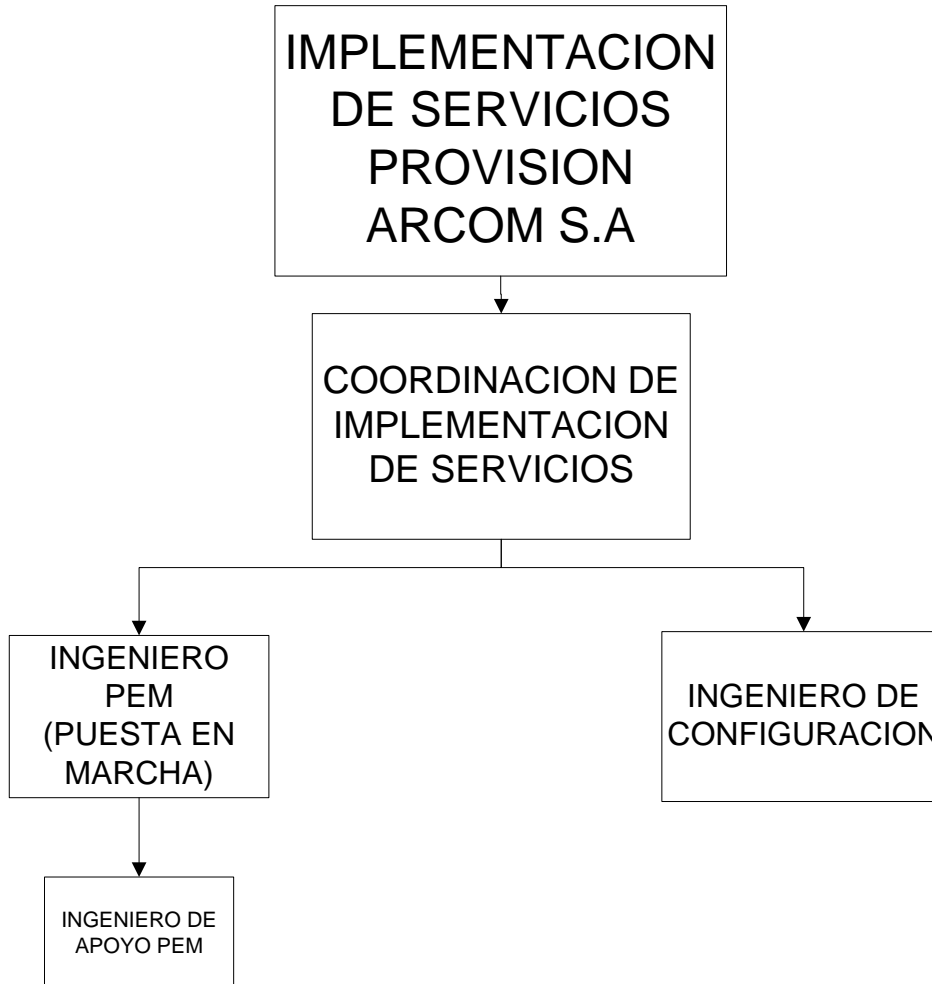 IMPLEMENTACION
DE SERVICIOS
PROVISION
ARCOM S.A
COORDINACION DE
IMPLEMENTACION
DE SERVICIOS
INGENIERO
PEM
(PUESTA EN
MARCHA)
INGENIERO DE
CONFIGURACION
INGENIERO DE
APOYO PEM